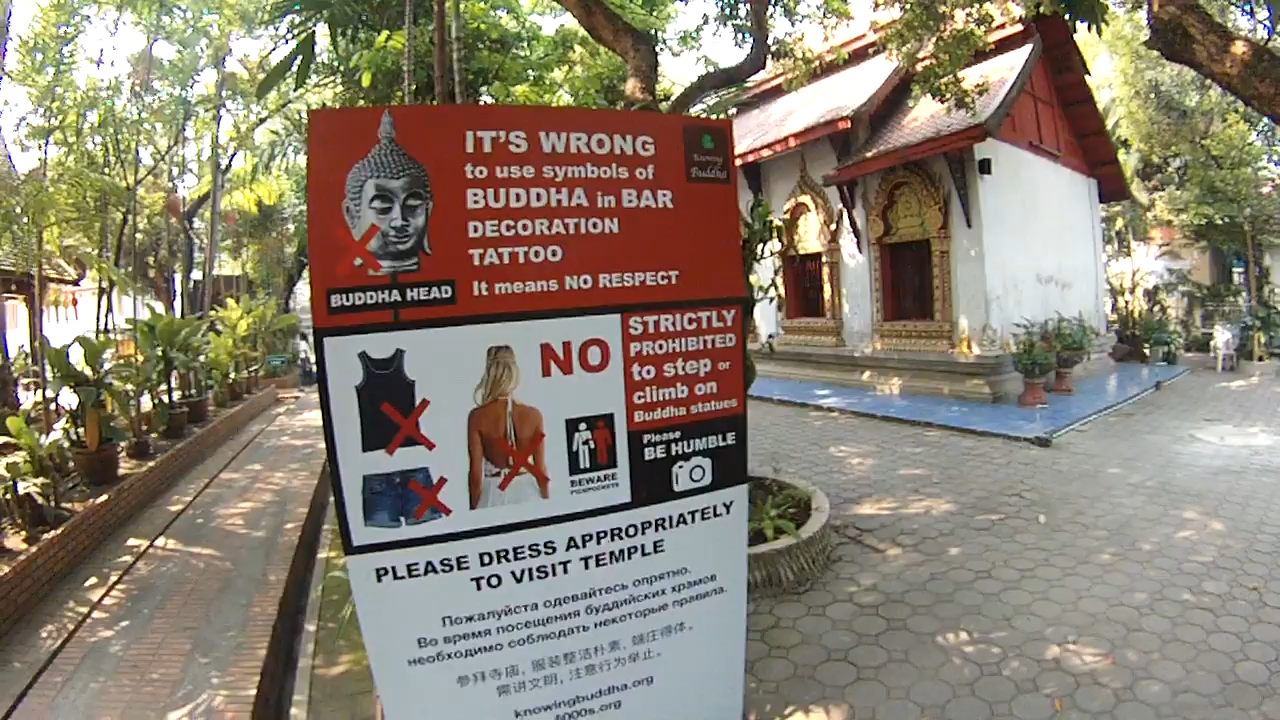 IT'S WRONG
to use symbols of
BUDDHA in BAR
DECORATION
TATTOO
It means NO RESPECT
Knowing
Buddha
BUDDHA HEAD
NO
BEWARE
PICKPOCKETS
STRICTLY
PROHIBITED
to step or
climb on
Buddha statues
Please
BE HUMBLE
PLEASE DRESS APPROPRIATELY
TO VISIT TEMPLE
Пожалуйста одевайтесь опрятно.
Во время посещения буддийских храмов
необходимо соблюдать некоторые правила.
参拜寺庙，服装整洁朴素，端庄得体。
需讲文明，注意行为举止。
knowingbuddha.org
5000s.org